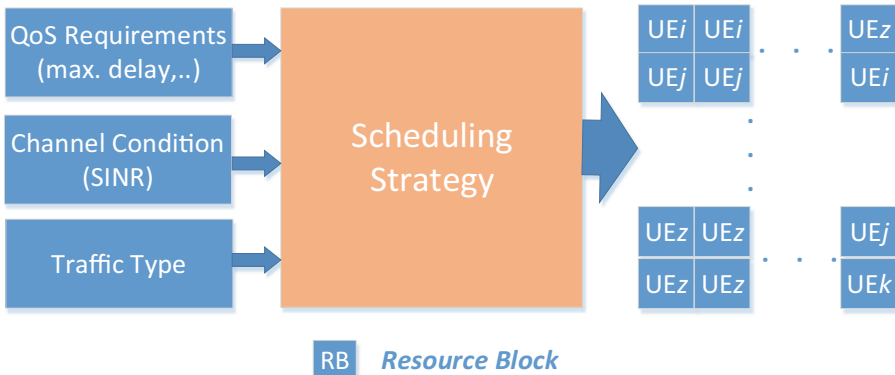 QoS Requirements
(max. delay,..)
Channel Condition
(SINR)
Traffic Type
Scheduling
Strategy
UEi UEi . . . UEz
UEj UEj UEi
UEz UEz . . . UEj
UEz UEz UEk
RB Resource Block